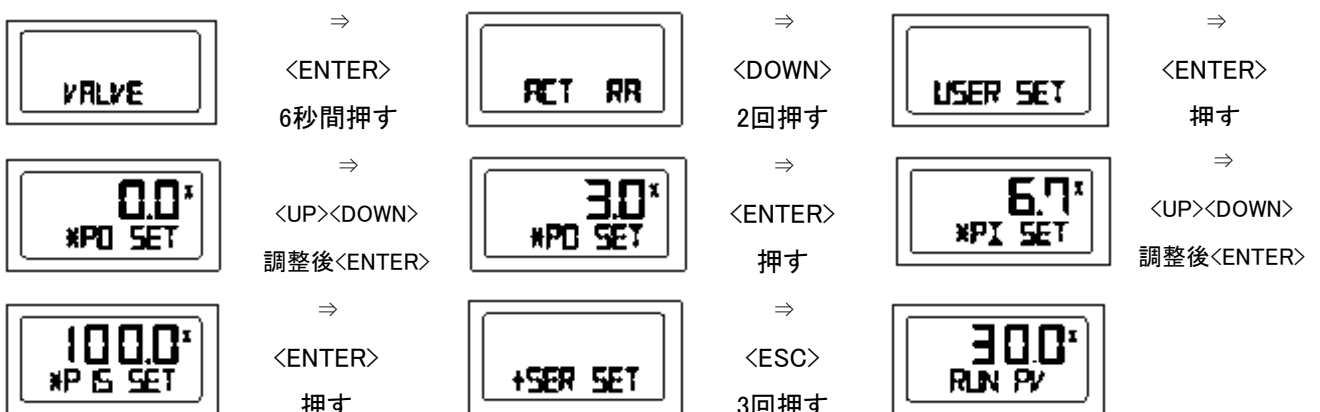 VALVE
⇒
<ENTER>
6秒間押す
ACT RA
⇒
<DOWN>
2回押す
USER SET
⇒
<ENTER>
押す
0.0%
*P0 SET
⇒
<UP><DOWN>
調整後<ENTER>
3.0%
*P0 SET
⇒
<ENTER>
押す
6.7%
*P1 SET
⇒
<UP><DOWN>
調整後<ENTER>
100.0%
*P 15 SET
⇒
<ENTER>
押す
+SER SET
⇒
<ESC>
3回押す
30.0%
RUN PV